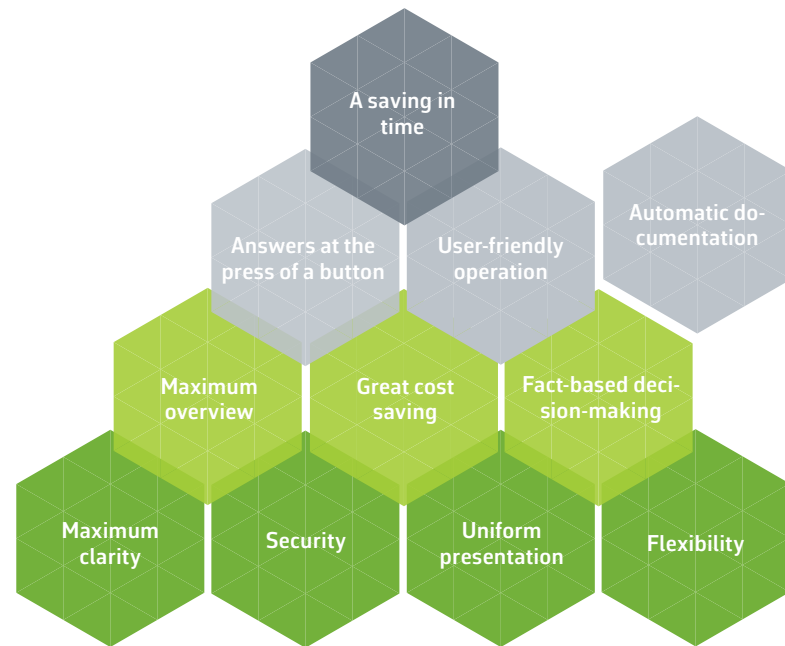 A saving in
time
Answers at the
press of a button
User-friendly
operation
Automatic do-
cumentation
Maximum
overview
Great cost
saving
Fact-based deci-
sion-making
Maximum
clarity
Security
Uniform
presentation
Flexibility